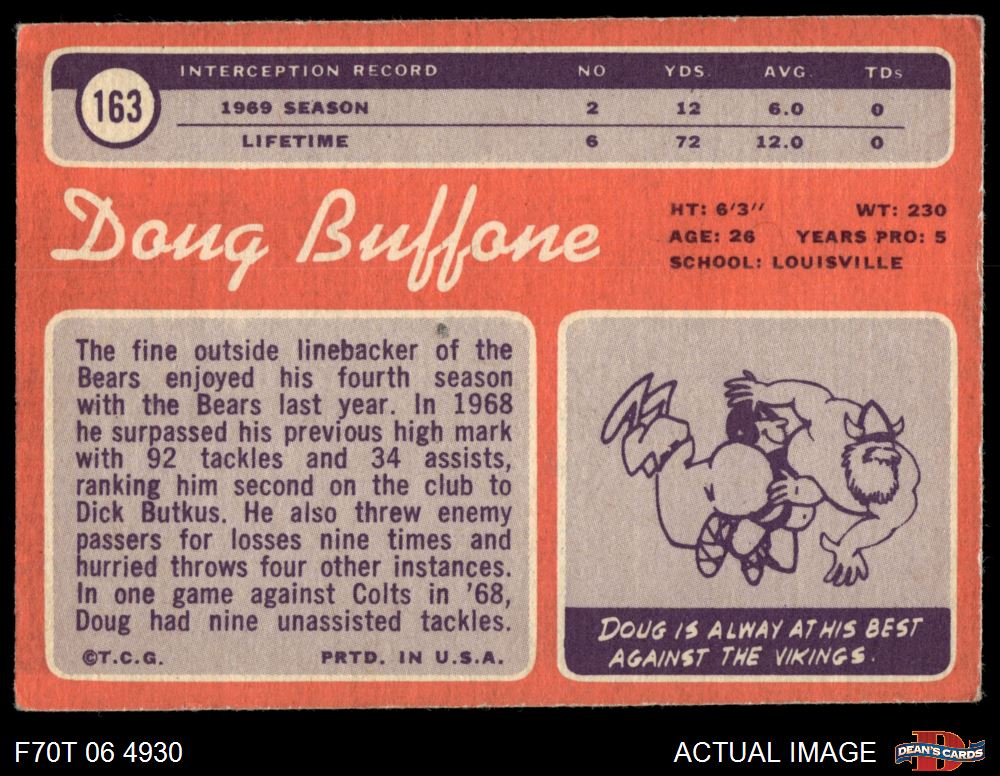 163
INTERCEPTION RECORD NO YDS. AVG. TDs
1969 SEASON 2 12 6.0 0
LIFETIME 6 72 12.0 0
Doug Buffone
HT: 6'3" WT: 230
AGE: 26 YEARS PRO: 5
SCHOOL: LOUISVILLE
The fine outside linebacker of the
Bears enjoyed his fourth season
with the Bears last year. In 1968
he surpassed his previous high mark
with 92 tackles and 34 assists,
ranking him second on the club to
Dick Butkus. He also threw enemy
passers for losses nine times and
hurried throws four other instances.
In one game against Colts in '68,
Doug had nine unassisted tackles.
©T.C.G. PRTD. IN U.S.A.
DOUG IS ALWAY AT HIS BEST
AGAINST THE VIKINGS.
F70T 06 4930
ACTUAL IMAGE
DEAN'S CARDS